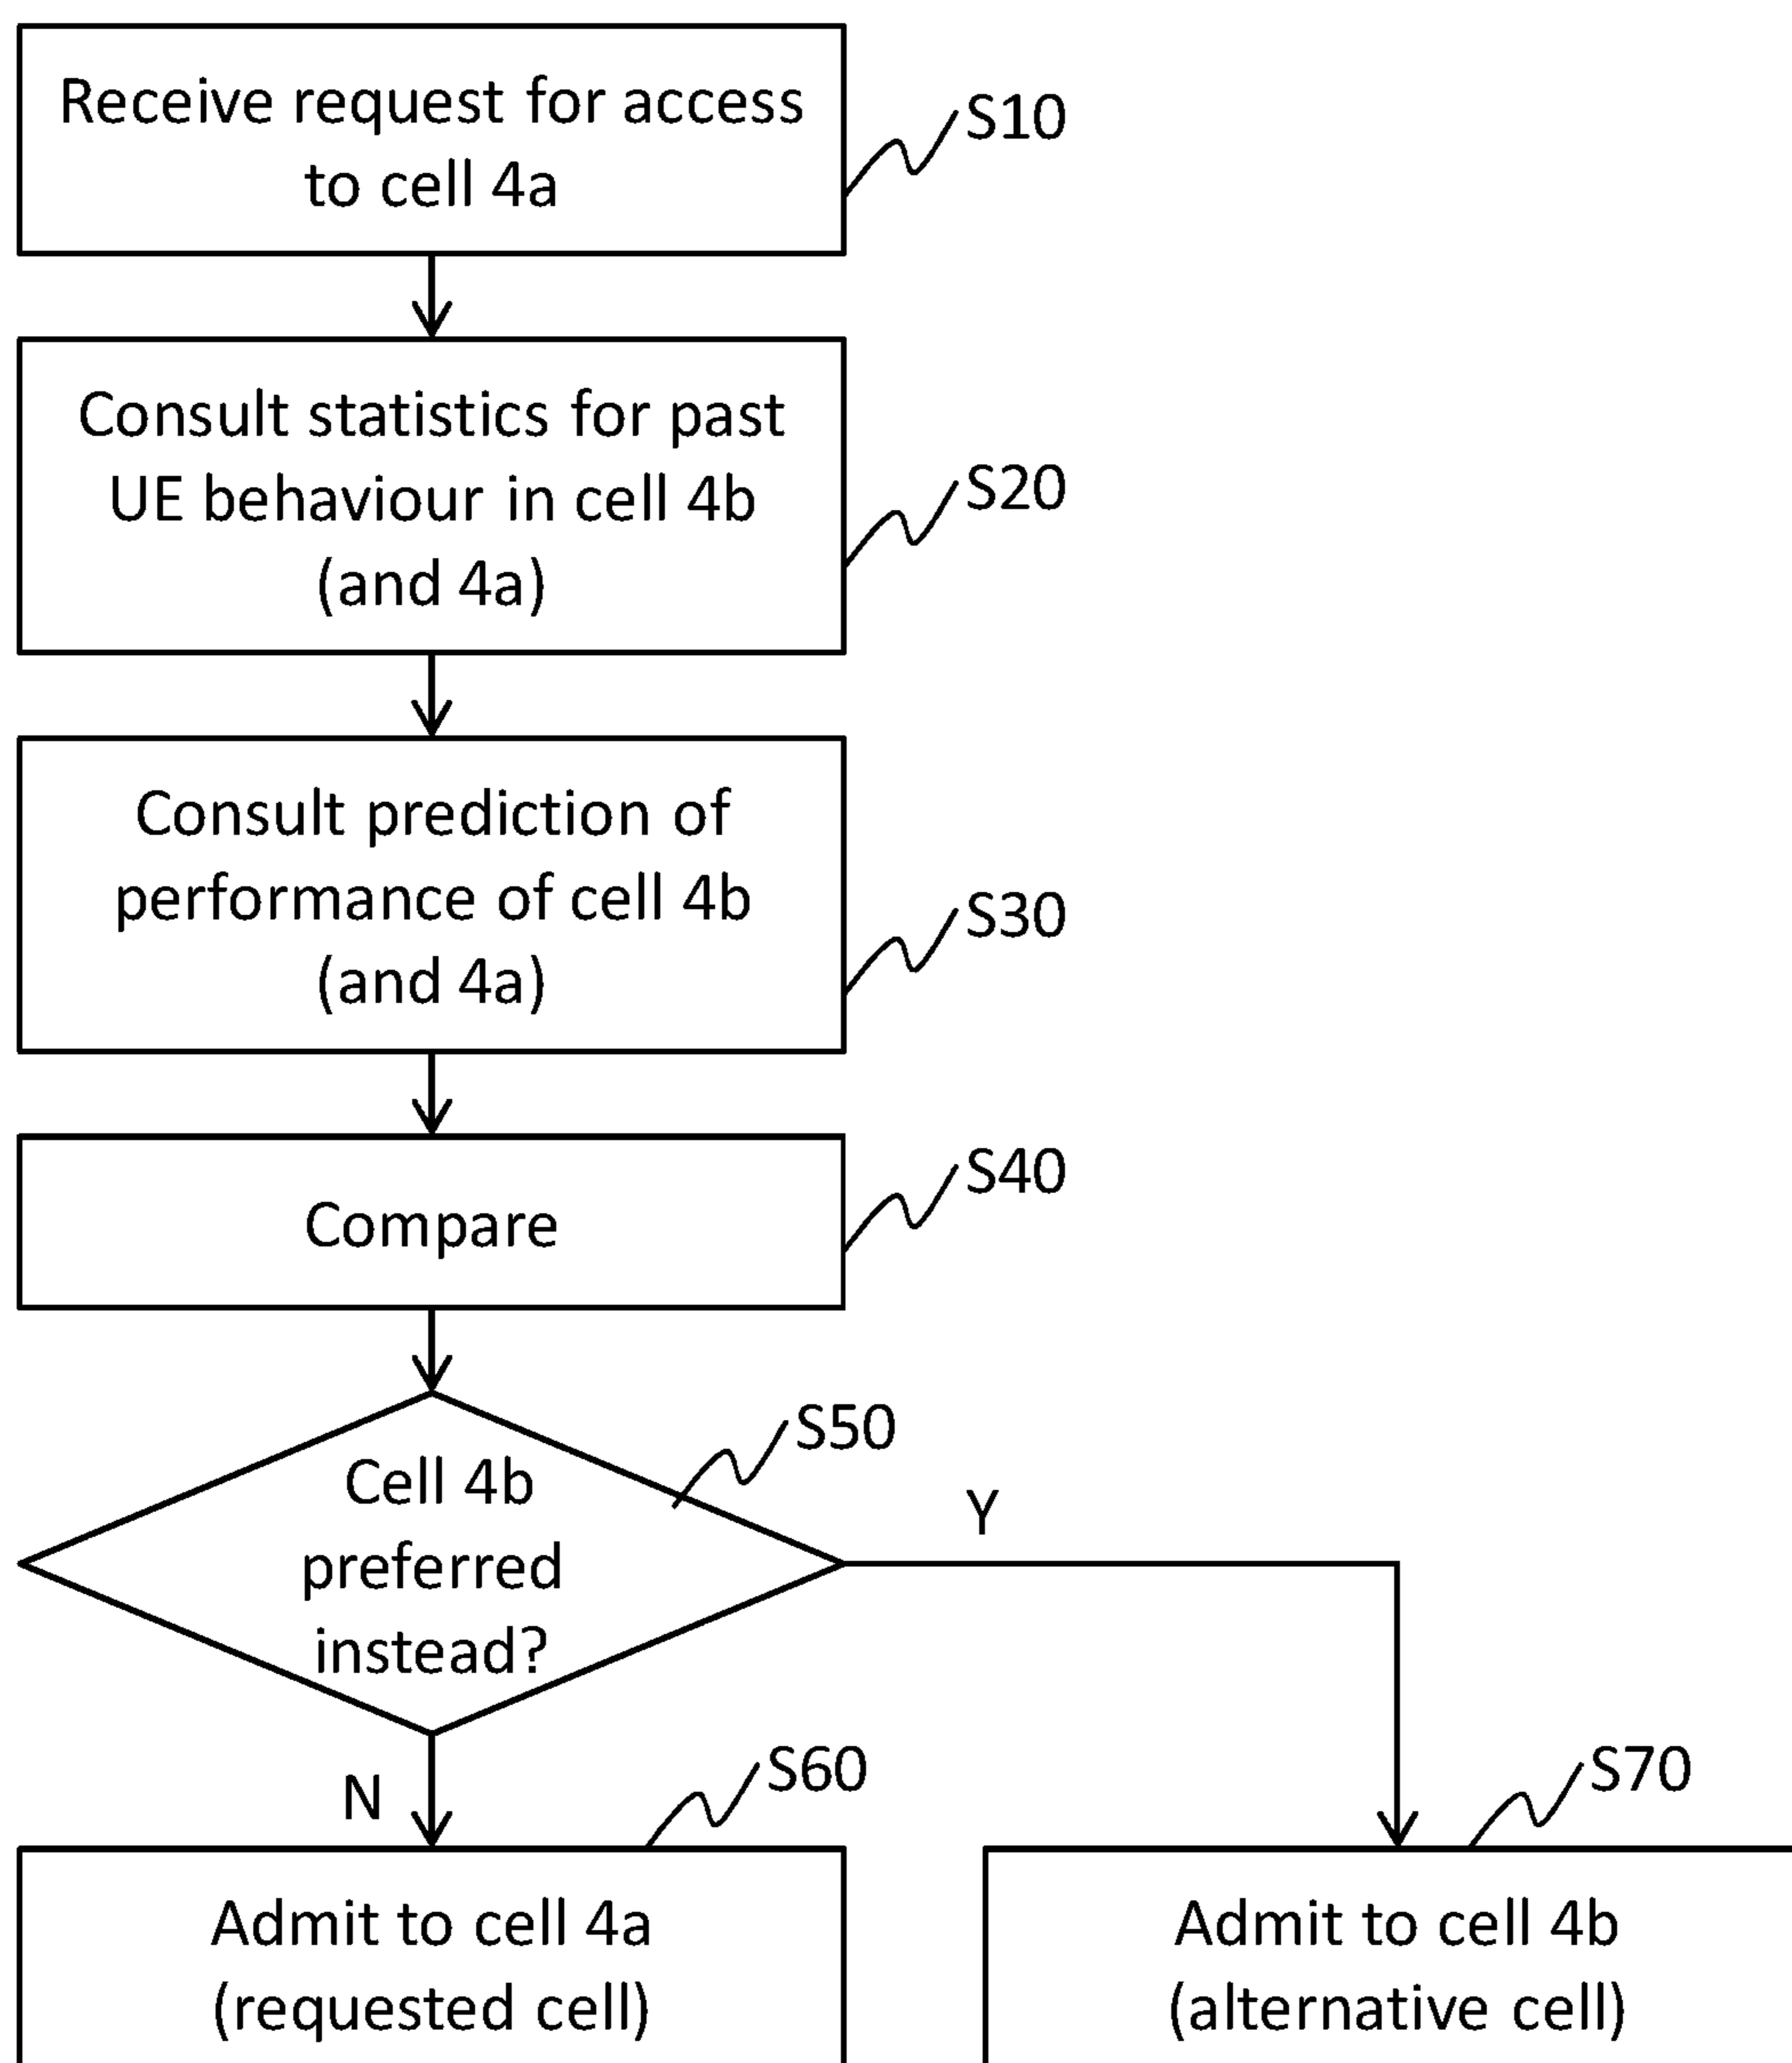 Receive request for access
to cell 4a
S10
Consult statistics for past
UE behaviour in cell 4b
(and 4a)
S20
Consult prediction of
performance of cell 4b
(and 4a)
S30
Compare
S40
Cell 4b
preferred
instead?
S50
Y
N
S60
Admit to cell 4a
(requested cell)
S70
Admit to cell 4b
(alternative cell)